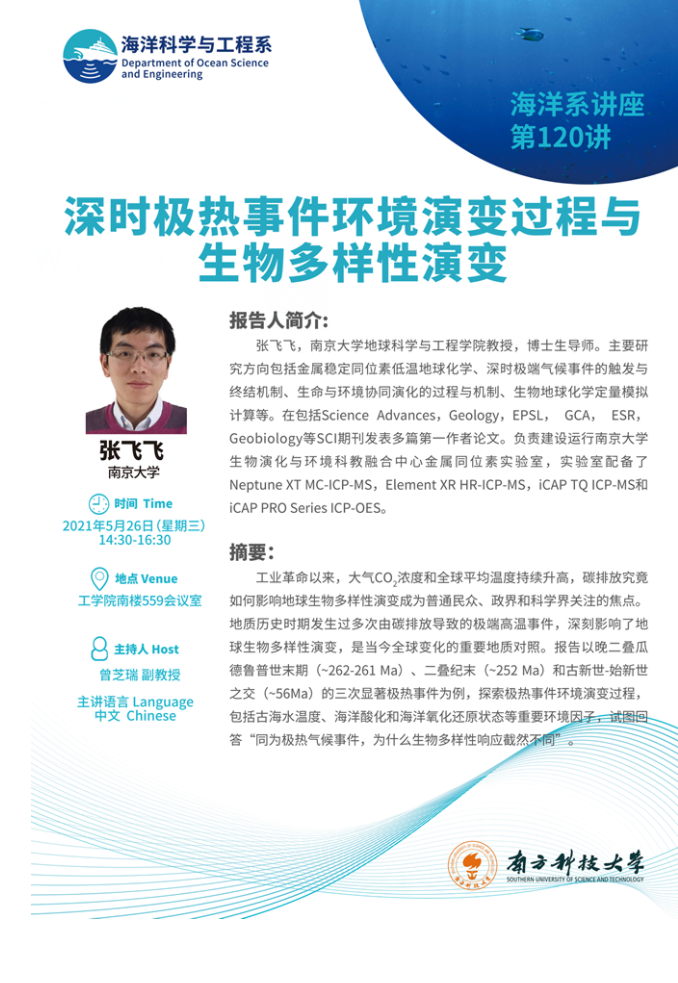 海洋科学与工程系
Department of Ocean Science
and Engineering
海洋系讲座
第120讲
深时极热事件环境演变过程与
生物多样性演变
张飞飞
南京大学
时间 Time
2021年5月26日(星期三)
14:30-16:30
地点 Venue
工学院南楼559会议室
主持人 Host
曾芝瑞 副教授
主讲语言 Language
中文 Chinese
报告人简介:
张飞飞，南京大学地球科学与工程学院教授，博士生导师。主要研
究方向包括金属稳定同位素低温地球化学、深时极端气候事件的触发与
终结机制、生命与环境协同演化的过程与机制、生物地球化学定量模拟
计算等。在包括Science Advances，Geology，EPSL， GCA， ESR，
Geobiology等SCI期刊发表多篇第一作者论文。负责建设运行南京大学
生物演化与环境科教融合中心金属同位素实验室，实验室配备了
Neptune XT MC-ICP-MS，Element XR HR-ICP-MS，iCAP TQ ICP-MS和
iCAP PRO Series ICP-OES。
摘要：
工业革命以来，大气CO₂浓度和全球平均温度持续升高，碳排放究竟
如何影响地球生物多样性演变成为普通民众、政界和科学界关注的焦点。
地质历史时期发生过多次由碳排放导致的极端高温事件，深刻影响了地
球生物多样性演变，是当今全球变化的重要地质对照。报告以晚二叠瓜
德鲁普世末期（~262-261 Ma）、二叠纪末（~252 Ma）和古新世-始新世
之交（~56Ma）的三次显著极热事件为例，探索极热事件环境演变过程，
包括古海水温度、海洋酸化和海洋氧化还原状态等重要环境因子，试图回
答“同为极热气候事件，为什么生物多样性响应截然不同”。
南方科技大学
SOUTHERN UNIVERSITY OF SCIENCE AND TECHNOLOGY